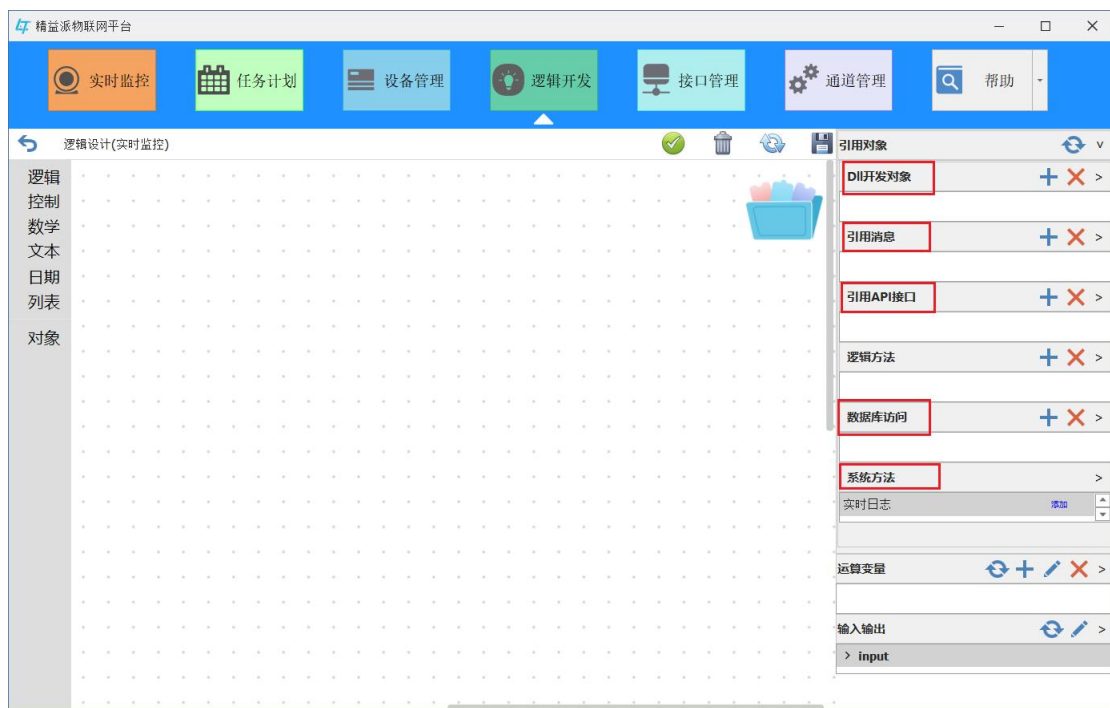 精益派物联网平台
实时监控 任务计划 设备管理 逻辑开发 接口管理 通道管理 帮助
逻辑设计(实时监控)
引用对象
逻辑
控制
数学
文本
日期
列表
对象
Dll开发对象
引用消息
引用API接口
逻辑方法
数据库访问
系统方法
实时日志 添加
运算变量
输入输出
input